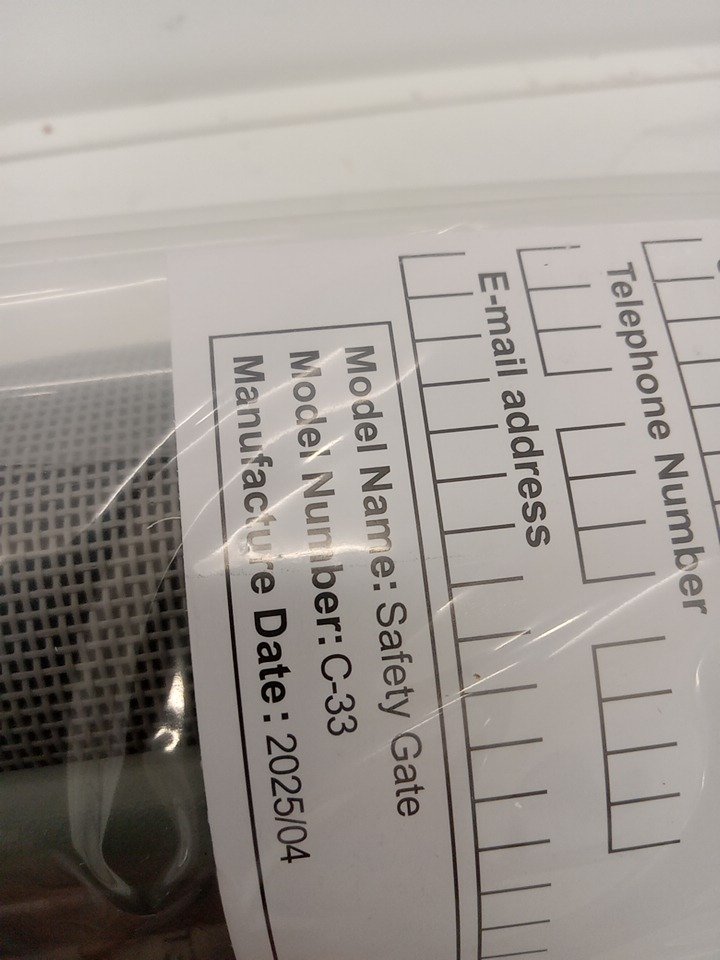 Telephone Number
E-mail address
Model Name: Safety Gate
Model Number: C-33
Manufacture Date: 2025/04